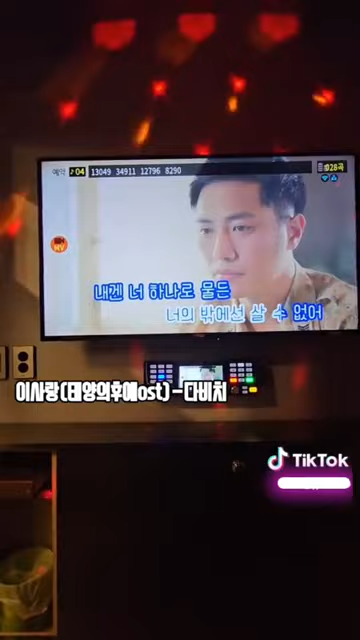 예약 ♪04 13049 34911 12796 8290
028곡
MV
내겐 너 하나로 물든
너의 밖에선 살 수 없어
이사랑(태양의후예ost)-다비치
TikTok